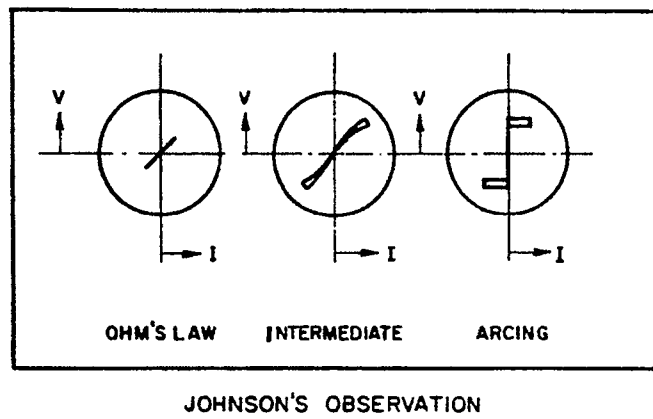 V V V
I I I
OHM'S LAW INTERMEDIATE ARCING
JOHNSON'S OBSERVATION